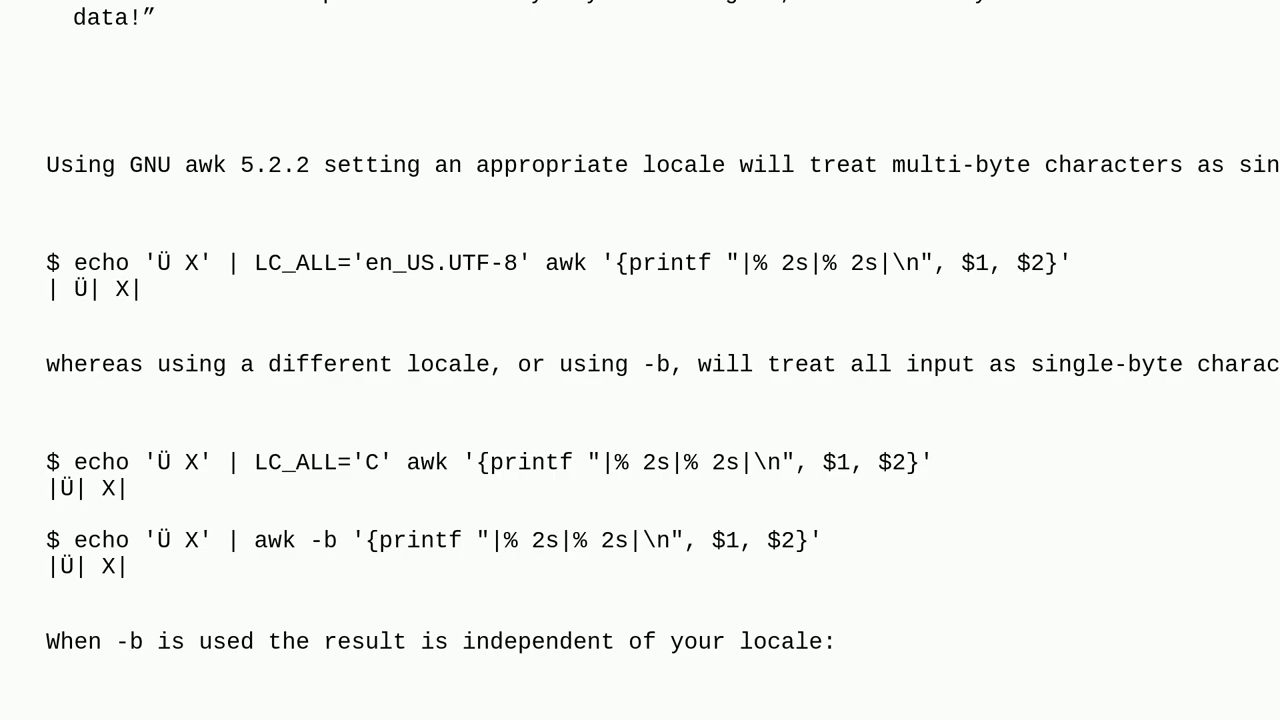 data!”
Using GNU awk 5.2.2 setting an appropriate locale will treat multi-byte characters as sin
$ echo 'Ü X' | LC_ALL='en_US.UTF-8' awk '{printf "|% 2s|% 2s|\n", $1, $2}'
| Ü| X|
whereas using a different locale, or using -b, will treat all input as single-byte charac
$ echo 'Ü X' | LC_ALL='C' awk '{printf "|% 2s|% 2s|\n", $1, $2}'
|Ü| X|
$ echo 'Ü X' | awk -b '{printf "|% 2s|% 2s|\n", $1, $2}'
|Ü| X|
When -b is used the result is independent of your locale: